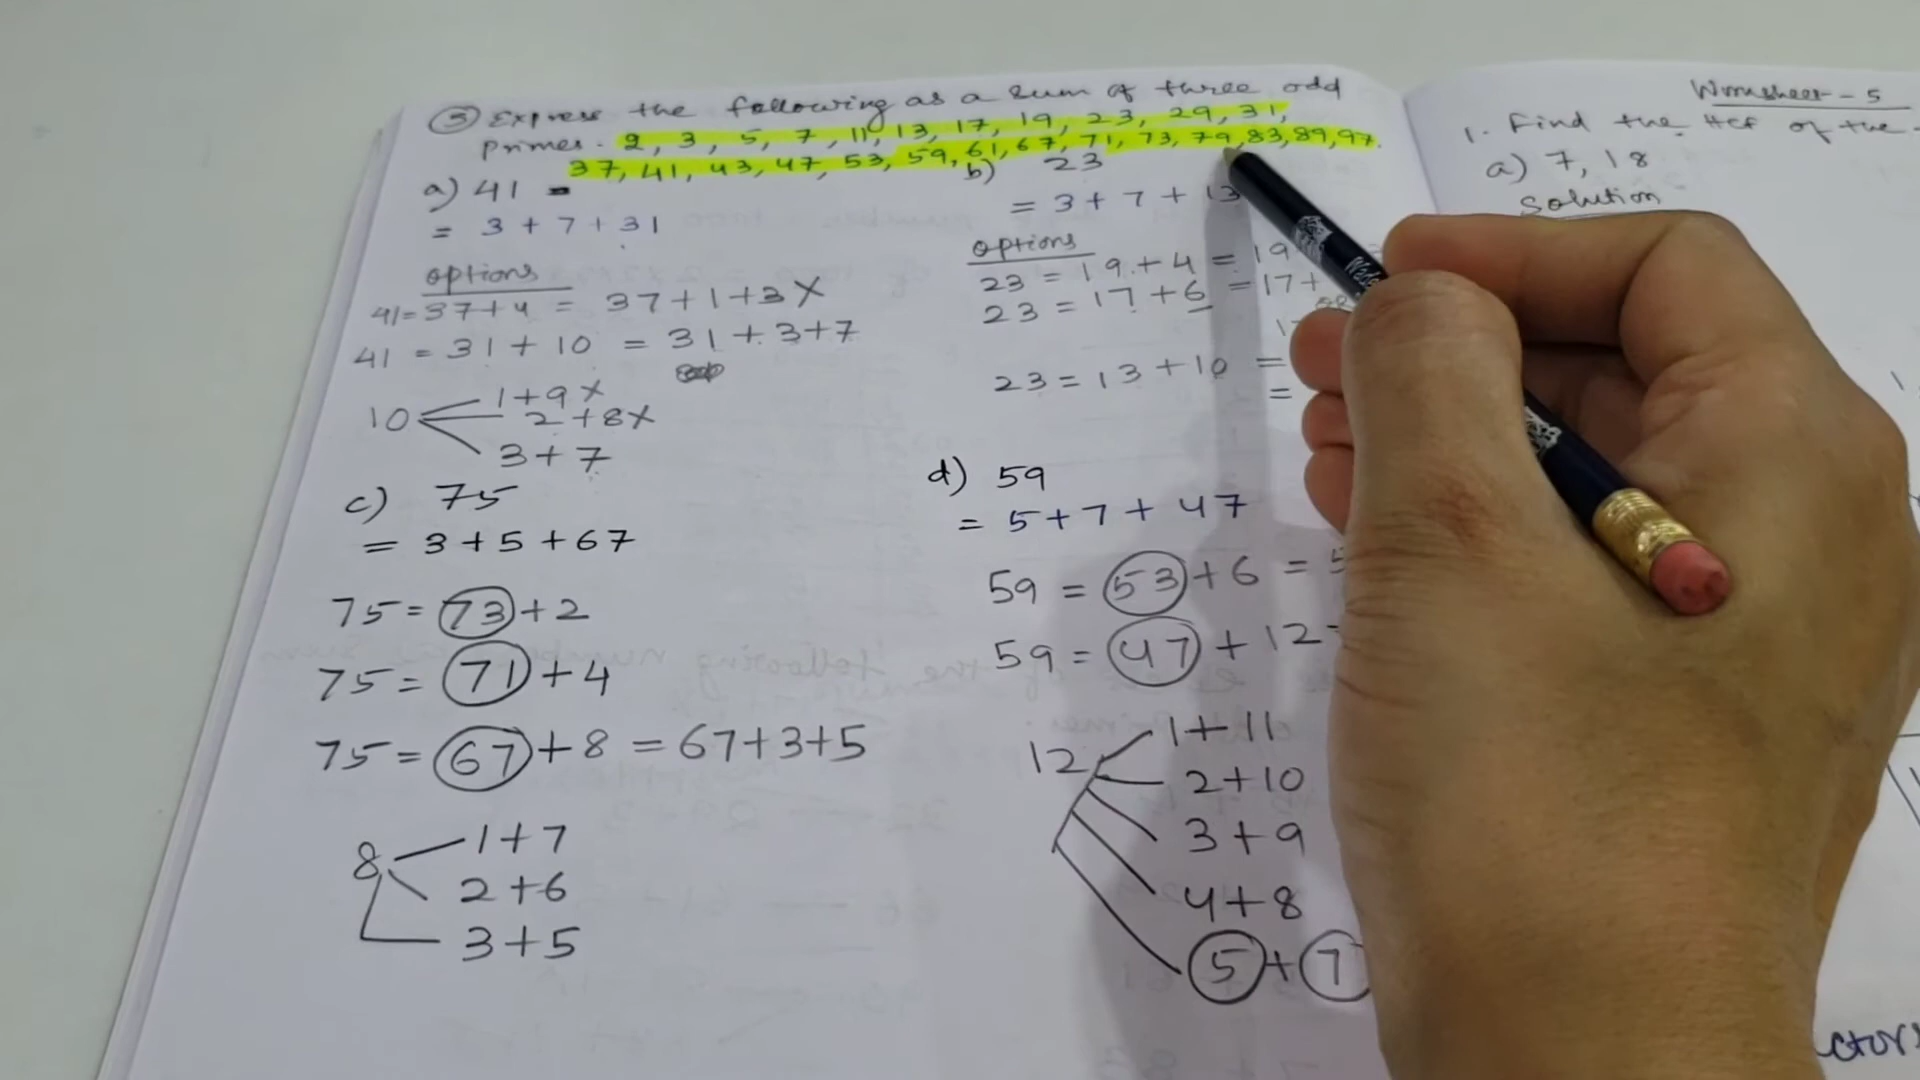 ③ Express the following as a sum of three odd
primes. 2, 3, 5, 7, 11, 13, 17, 19, 23, 29, 31,
37, 41, 43, 47, 53, 59, 61, 67, 71, 73, 79, 83, 89, 97.
a) 41 =
= 3 + 7 + 31
options
41 = 37 + 4 = 37 + 1 + 3 X
41 = 31 + 10 = 31 + 3 + 7
10
1 + 9 X
2 + 8 X
3 + 7
b) 23
= 3 + 7 + 13
options
23 = 19 + 4 = 19
23 = 17 + 6 = 17 +
23 = 13 + 10 =
=
c) 75
= 3 + 5 + 67
75 = 73 + 2
75 = 71 + 4
75 = 67 + 8 = 67 + 3 + 5
8
1 + 7
2 + 6
3 + 5
d) 59
= 5 + 7 + 47
59 = 53 + 6 = 5
59 = 47 + 12
12
1 + 11
2 + 10
3 + 9
4 + 8
5 + 7
Worksheet - 5
1. Find the HCF of the
a) 7, 18
Solution